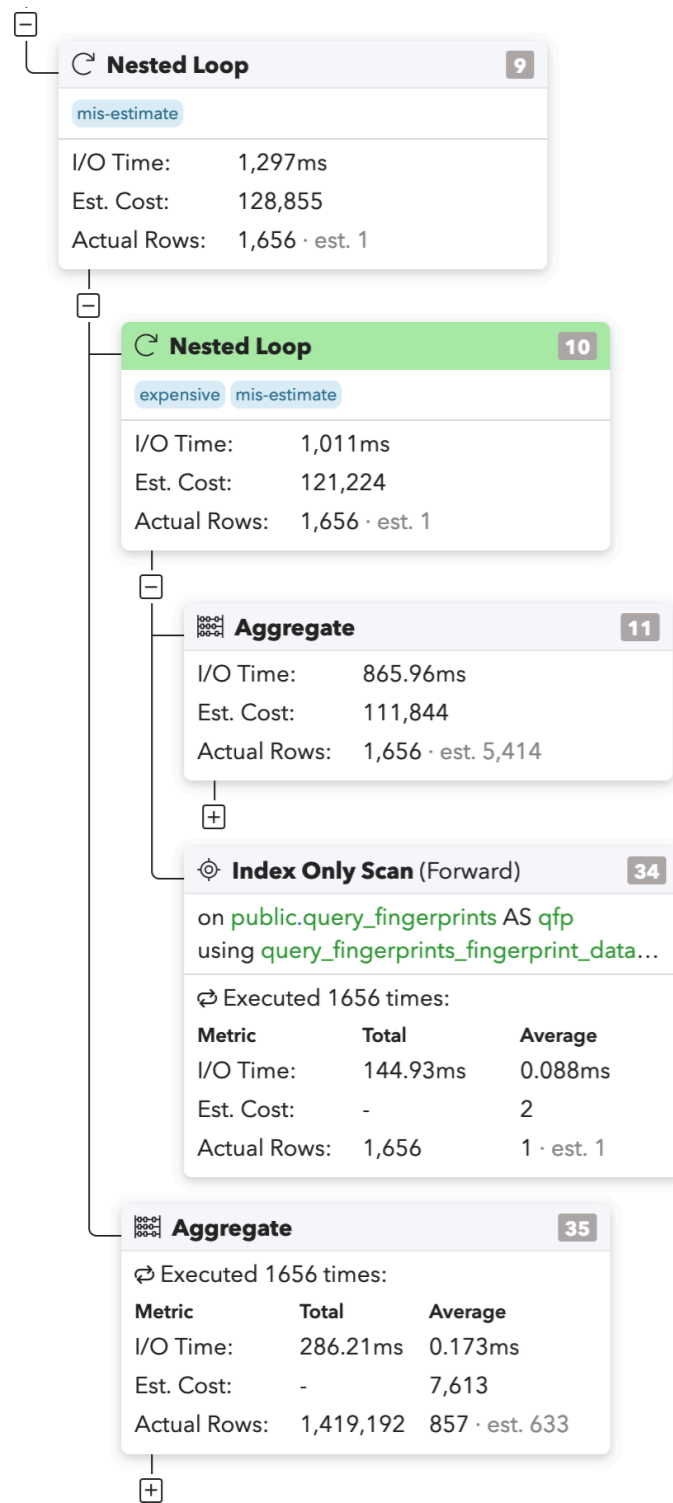 Nested Loop 9
mis-estimate
I/O Time: 1,297ms
Est. Cost: 128,855
Actual Rows: 1,656 · est. 1
Nested Loop 10
expensive mis-estimate
I/O Time: 1,011ms
Est. Cost: 121,224
Actual Rows: 1,656 · est. 1
Aggregate 11
I/O Time: 865.96ms
Est. Cost: 111,844
Actual Rows: 1,656 · est. 5,414
Index Only Scan (Forward) 34
on public.query_fingerprints AS qfp
using query_fingerprints_fingerprint_data...
Executed 1656 times:
Metric Total Average
I/O Time: 144.93ms 0.088ms
Est. Cost: - 2
Actual Rows: 1,656 1 · est. 1
Aggregate 35
Executed 1656 times:
Metric Total Average
I/O Time: 286.21ms 0.173ms
Est. Cost: - 7,613
Actual Rows: 1,419,192 857 · est. 633